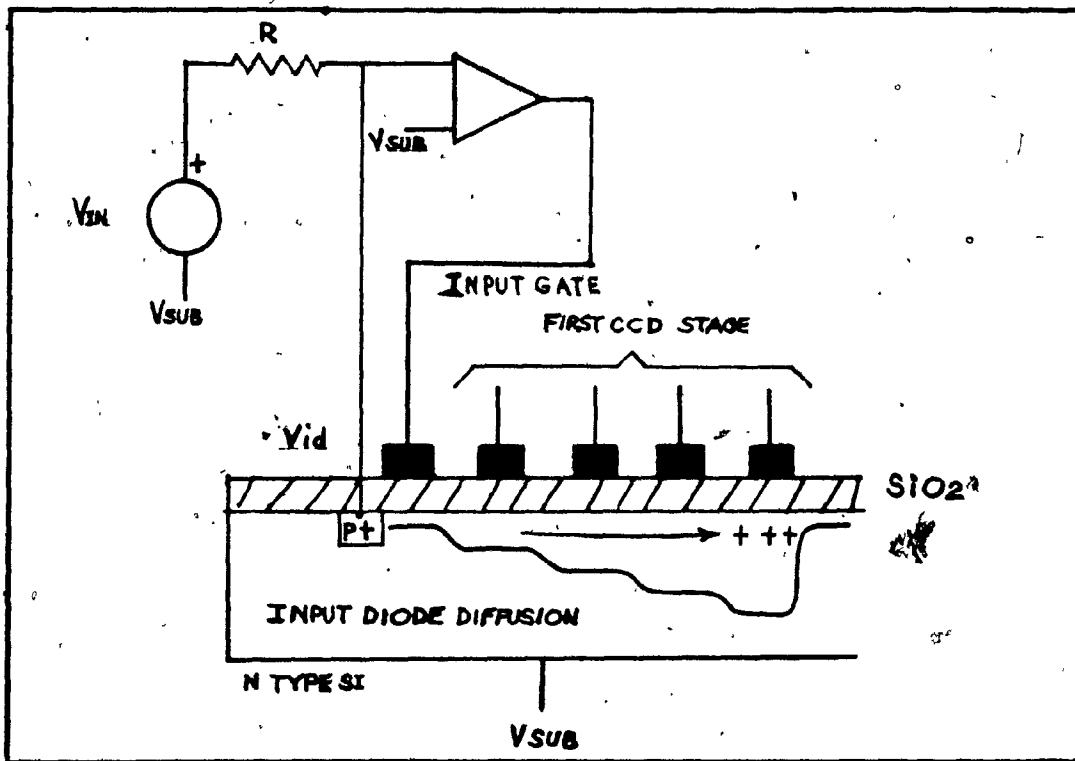 R
VSUB
+
VIN
VSUB
INPUT GATE
FIRST CCD STAGE
Vid
SiO2
P+
+ ++
INPUT DIODE DIFFUSION
N TYPE SI
VSUB